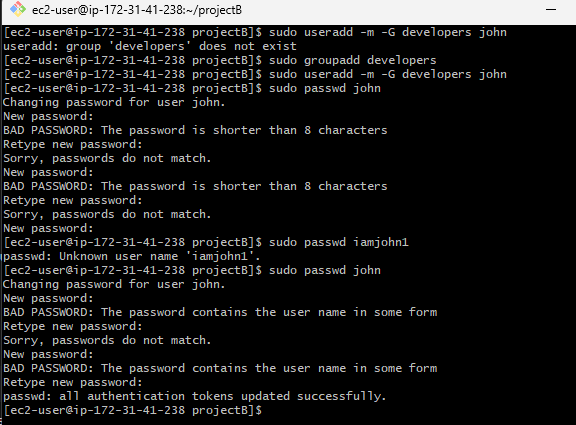 ec2-user@ip-172-31-41-238:~/projectB
[ec2-user@ip-172-31-41-238 projectB]$ sudo useradd -m -G developers john
useradd: group 'developers' does not exist
[ec2-user@ip-172-31-41-238 projectB]$ sudo groupadd developers
[ec2-user@ip-172-31-41-238 projectB]$ sudo useradd -m -G developers john
[ec2-user@ip-172-31-41-238 projectB]$ sudo passwd john
Changing password for user john.
New password:
BAD PASSWORD: The password is shorter than 8 characters
Retype new password:
Sorry, passwords do not match.
New password:
BAD PASSWORD: The password is shorter than 8 characters
Retype new password:
Sorry, passwords do not match.
New password:
[ec2-user@ip-172-31-41-238 projectB]$ sudo passwd iamjohn1
passwd: Unknown user name 'iamjohn1'.
[ec2-user@ip-172-31-41-238 projectB]$ sudo passwd john
Changing password for user john.
New password:
BAD PASSWORD: The password contains the user name in some form
Retype new password:
Sorry, passwords do not match.
New password:
BAD PASSWORD: The password contains the user name in some form
Retype new password:
passwd: all authentication tokens updated successfully.
[ec2-user@ip-172-31-41-238 projectB]$